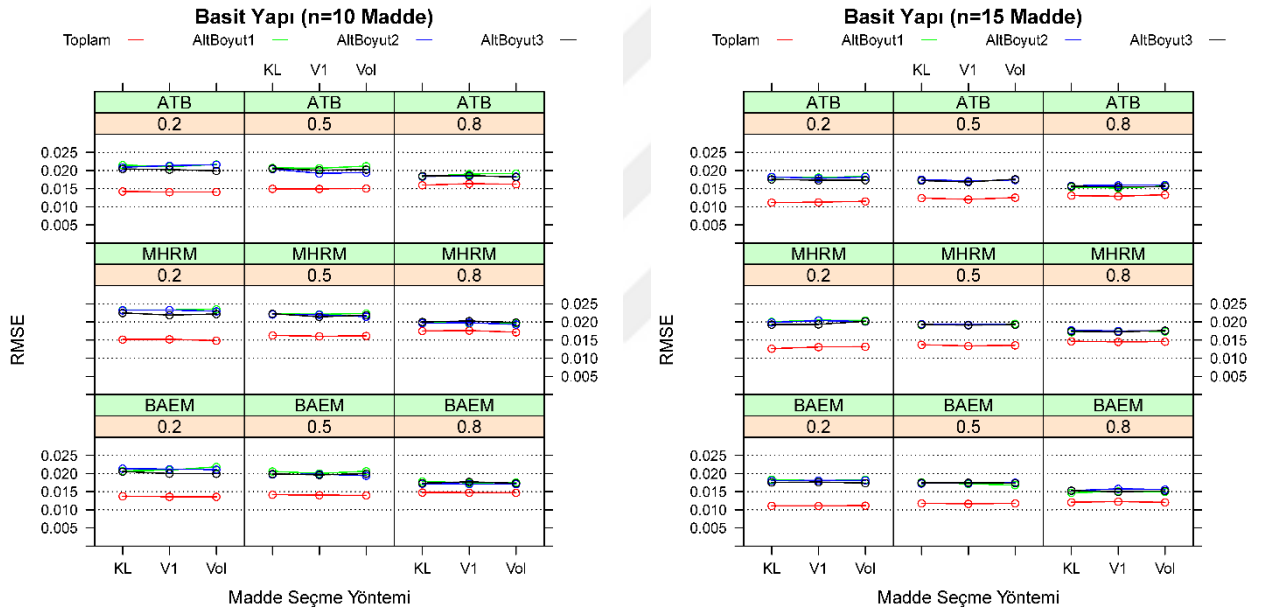 Basit Yapı (n=10 Madde)
Toplam AltBoyut1 AltBoyut2 AltBoyut3
KL V1 Vol
ATB ATB ATB
0.2 0.5 0.8
0.025
0.020
0.015
0.010
0.005
MHRM MHRM MHRM
0.2 0.5 0.8
0.025
0.020
0.015
0.010
0.005
BAEM BAEM BAEM
0.2 0.5 0.8
0.025
0.020
0.015
0.010
0.005
RMSE
KL V1 Vol KL V1 Vol
Madde Seçme Yöntemi
Basit Yapı (n=15 Madde)
Toplam AltBoyut1 AltBoyut2 AltBoyut3
KL V1 Vol
ATB ATB ATB
0.2 0.5 0.8
0.025
0.020
0.015
0.010
0.005
MHRM MHRM MHRM
0.2 0.5 0.8
0.025
0.020
0.015
0.010
0.005
BAEM BAEM BAEM
0.2 0.5 0.8
0.025
0.020
0.015
0.010
0.005
RMSE
KL V1 Vol KL V1 Vol
Madde Seçme Yöntemi